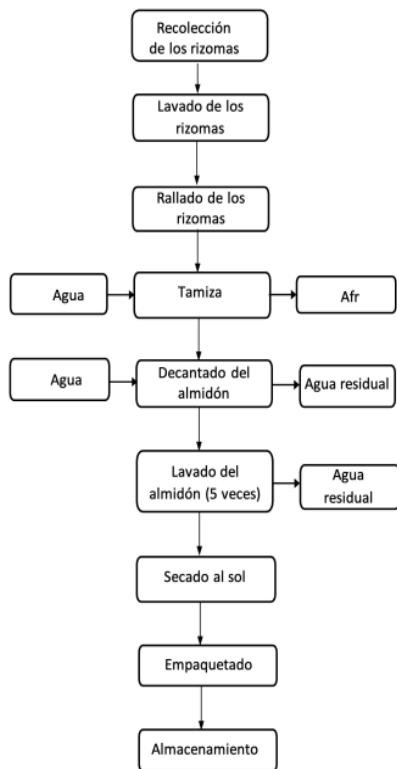 Recolección
de los rizomas
Lavado de los
rizomas
Rallado de los
rizomas
Agua
Tamiza
Afr
Agua
Decantado del
almidón
Agua residual
Lavado del
almidón (5 veces)
Agua
residual
Secado al sol
Empaquetado
Almacenamiento